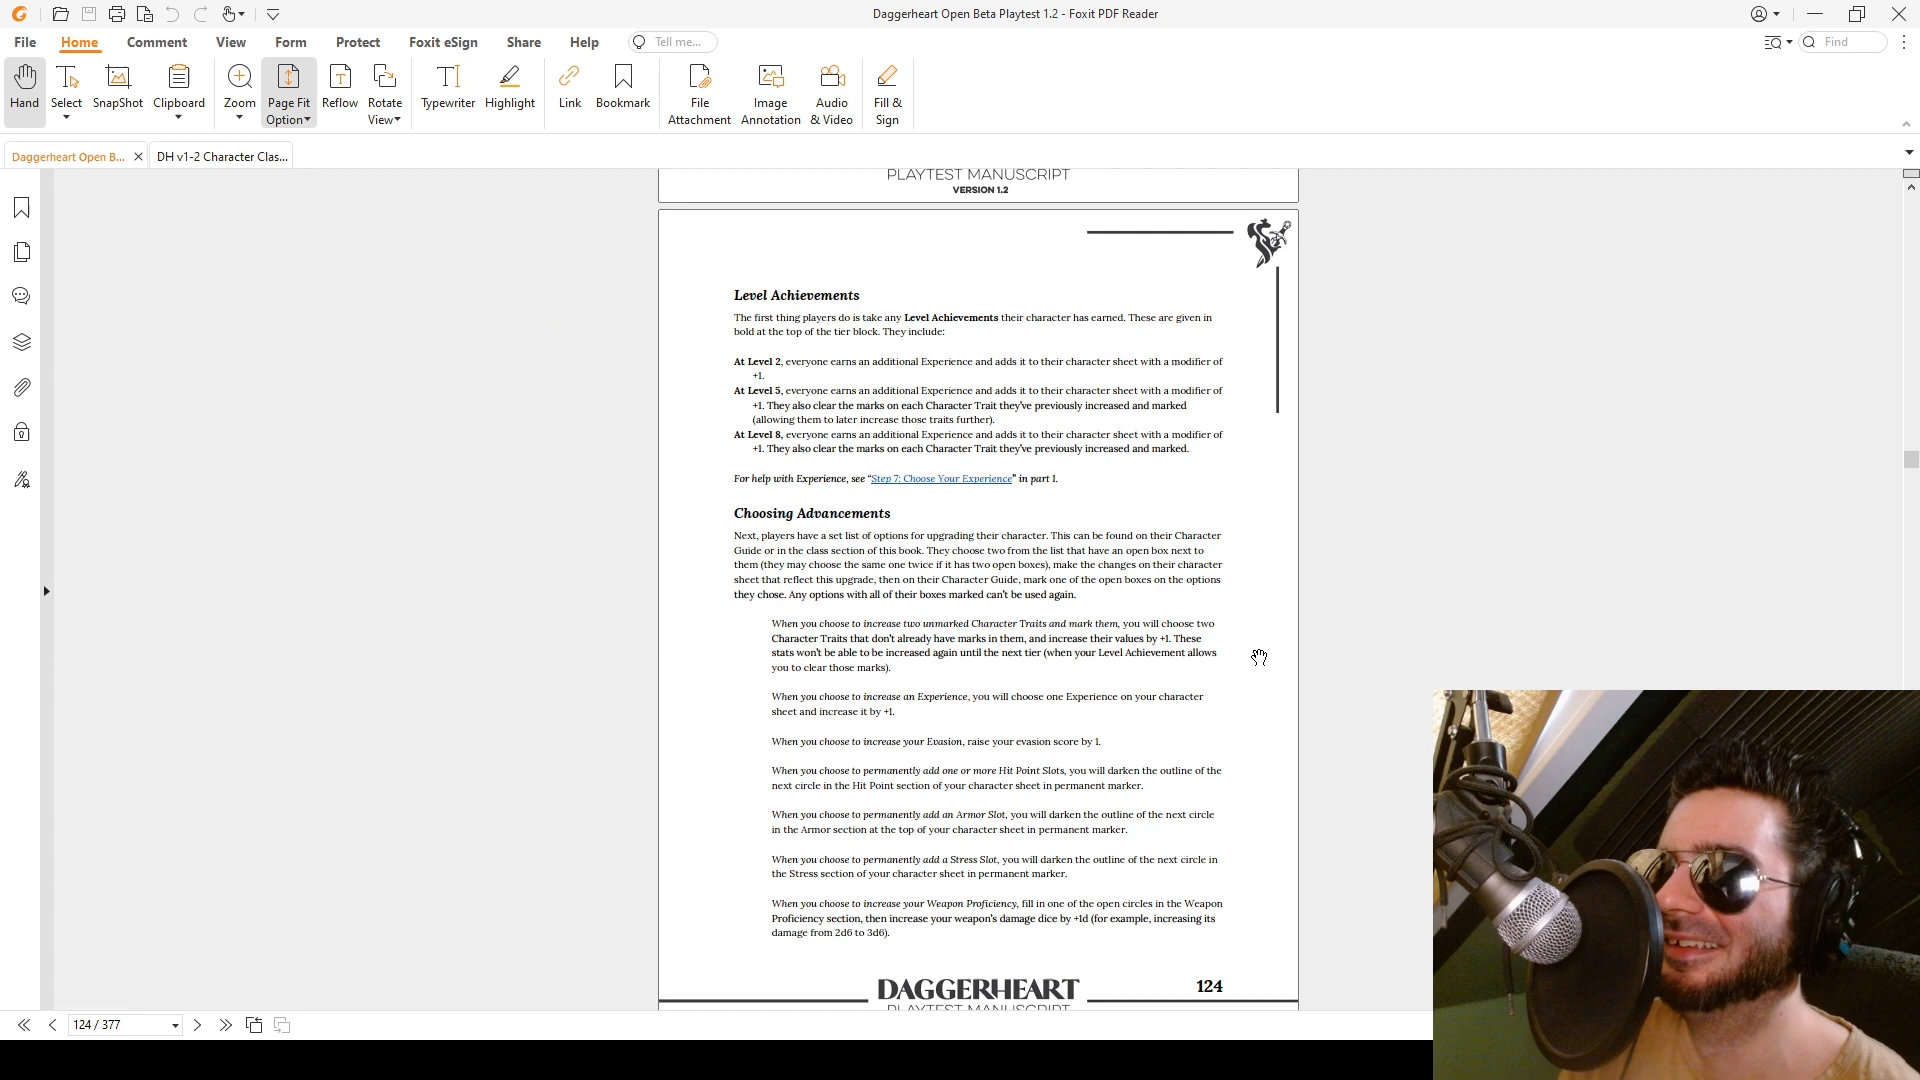 Daggerheart Open Beta Playtest 1.2 - Foxit PDF Reader
File Home Comment View Form Protect Foxit eSign Share Help Tell me... Find
Hand Select SnapShot Clipboard Zoom Page Fit Option Reflow Rotate View Typewriter Highlight Link Bookmark File Attachment Image Annotation Audio & Video Fill & Sign
Daggerheart Open B... DH v1-2 Character Clas...
PLAYTEST MANUSCRIPT
VERSION 1.2
Level Achievements
The first thing players do is take any Level Achievements their character has earned. These are given in
bold at the top of the tier block. They include:
At Level 2, everyone earns an additional Experience and adds it to their character sheet with a modifier of
+1.
At Level 5, everyone earns an additional Experience and adds it to their character sheet with a modifier of
+1. They also clear the marks on each Character Trait they've previously increased and marked
(allowing them to later increase those traits further).
At Level 8, everyone earns an additional Experience and adds it to their character sheet with a modifier of
+1. They also clear the marks on each Character Trait they've previously increased and marked.
For help with Experience, see “Step 7: Choose Your Experience” in part 1.
Choosing Advancements
Next, players have a set list of options for upgrading their character. This can be found on their Character
Guide or in the class section of this book. They choose two from the list that have an open box next to
them (they may choose the same one twice if it has two open boxes), make the changes on their character
sheet that reflect this upgrade, then on their Character Guide, mark one of the open boxes on the options
they chose. Any options with all of their boxes marked can't be used again.
When you choose to increase two unmarked Character Traits and mark them, you will choose two
Character Traits that don't already have marks in them, and increase their values by +1. These
stats won't be able to be increased again until the next tier (when your Level Achievement allows
you to clear those marks).
When you choose to increase an Experience, you will choose one Experience on your character
sheet and increase it by +1.
When you choose to increase your Evasion, raise your evasion score by 1.
When you choose to permanently add one or more Hit Point Slots, you will darken the outline of the
next circle in the Hit Point section of your character sheet in permanent marker.
When you choose to permanently add an Armor Slot, you will darken the outline of the next circle
in the Armor section at the top of your character sheet in permanent marker.
When you choose to permanently add a Stress Slot, you will darken the outline of the next circle in
the Stress section of your character sheet in permanent marker.
When you choose to increase your Weapon Proficiency, fill in one of the open circles in the Weapon
Proficiency section, then increase your weapon's damage dice by +1d (for example, increasing its
damage from 2d6 to 3d6).
DAGGERHEART 124
PLAYTEST MANUSCRIPT
124 / 377